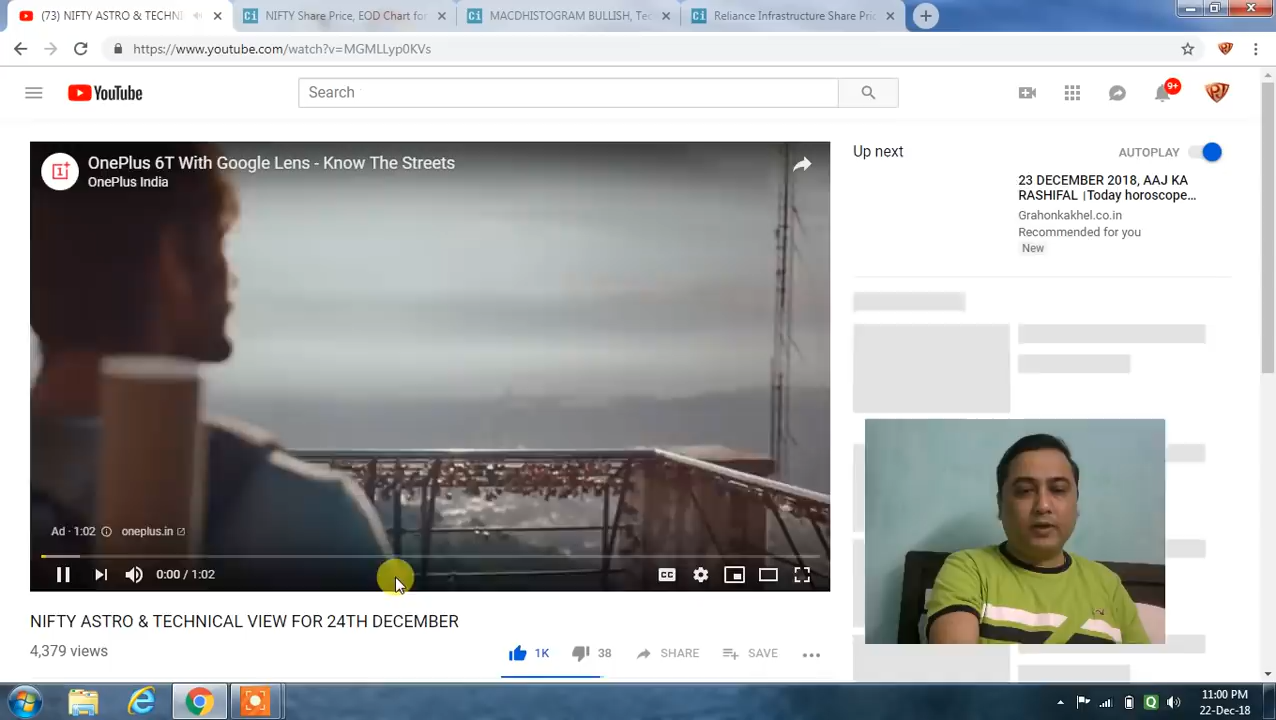 (73) NIFTY ASTRO & TECHNI
NIFTY Share Price, EOD Chart for
MACDHISTOGRAM BULLISH, Te
Reliance Infrastructure Share Pri
https://www.youtube.com/watch?v=MGMLLyp0KVs
YouTube
Search
9+
OnePlus 6T With Google Lens - Know The Streets
OnePlus India
Up next
AUTOPLAY
23 DECEMBER 2018, AAJ KA
RASHIFAL ।Today horoscope...
Grahonkakhel.co.in
Recommended for you
New
Ad · 1:02
oneplus.in
0:00 / 1:02
CC
NIFTY ASTRO & TECHNICAL VIEW FOR 24TH DECEMBER
4,379 views
1K
38
SHARE
SAVE
11:00 PM
22-Dec-18